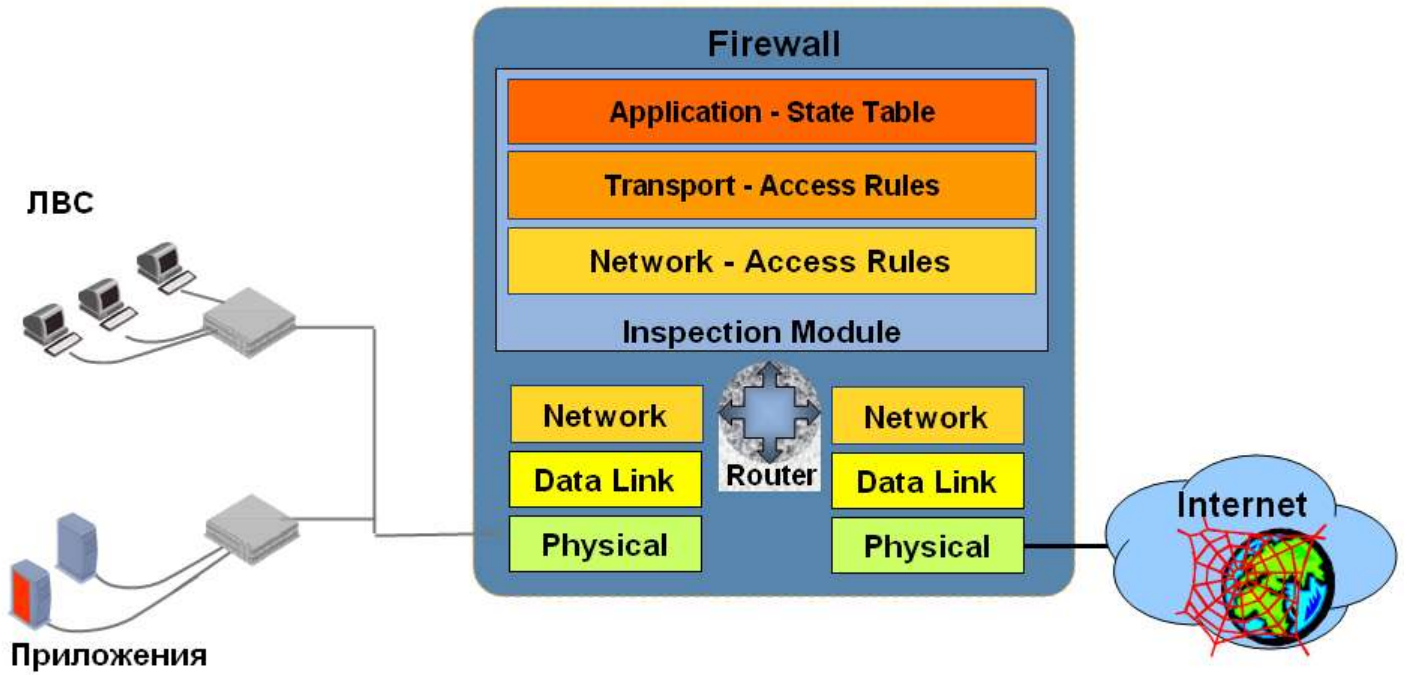 Firewall
Application - State Table
Transport - Access Rules
Network - Access Rules
Inspection Module
ЛВС
Network
Network
Data Link
Router
Data Link
Physical
Physical
Internet
Приложения